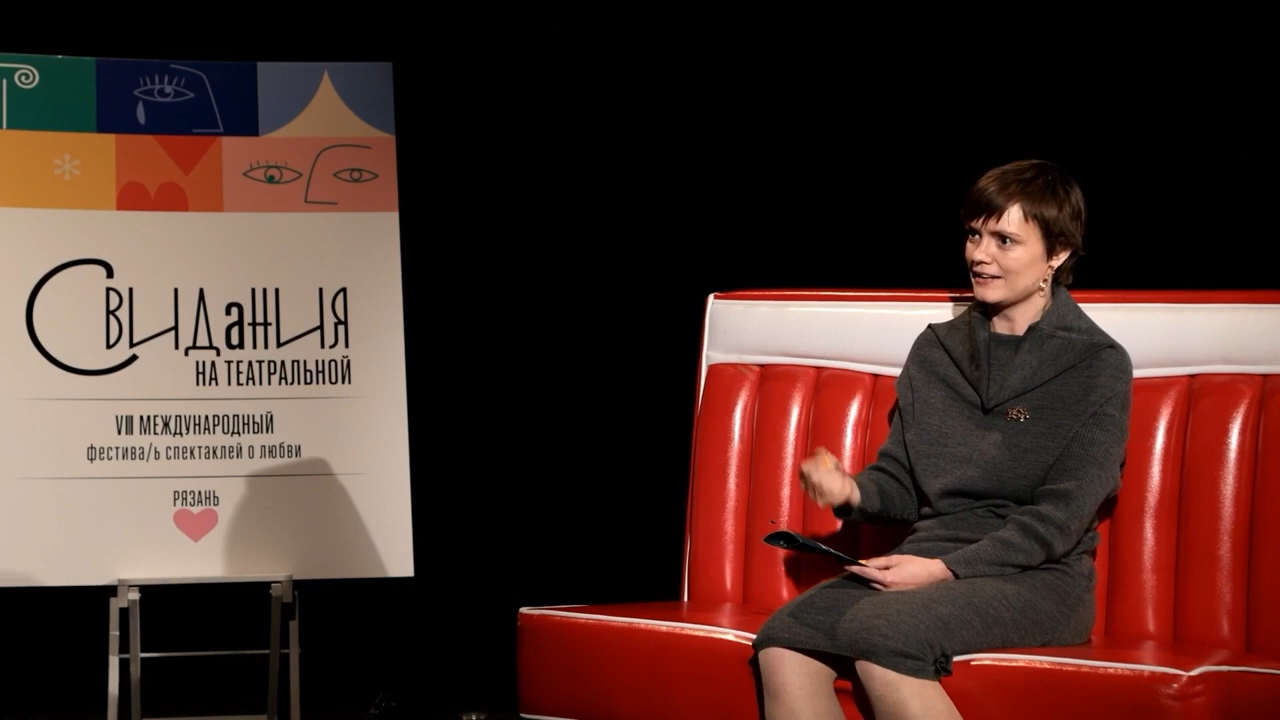 СВИДаНИЯ
НА ТЕАТРАЛЬНОЙ
VIII МЕЖДУНАРОДНЫЙ
фестиваль спектаклей о любви
РЯЗАНЬ